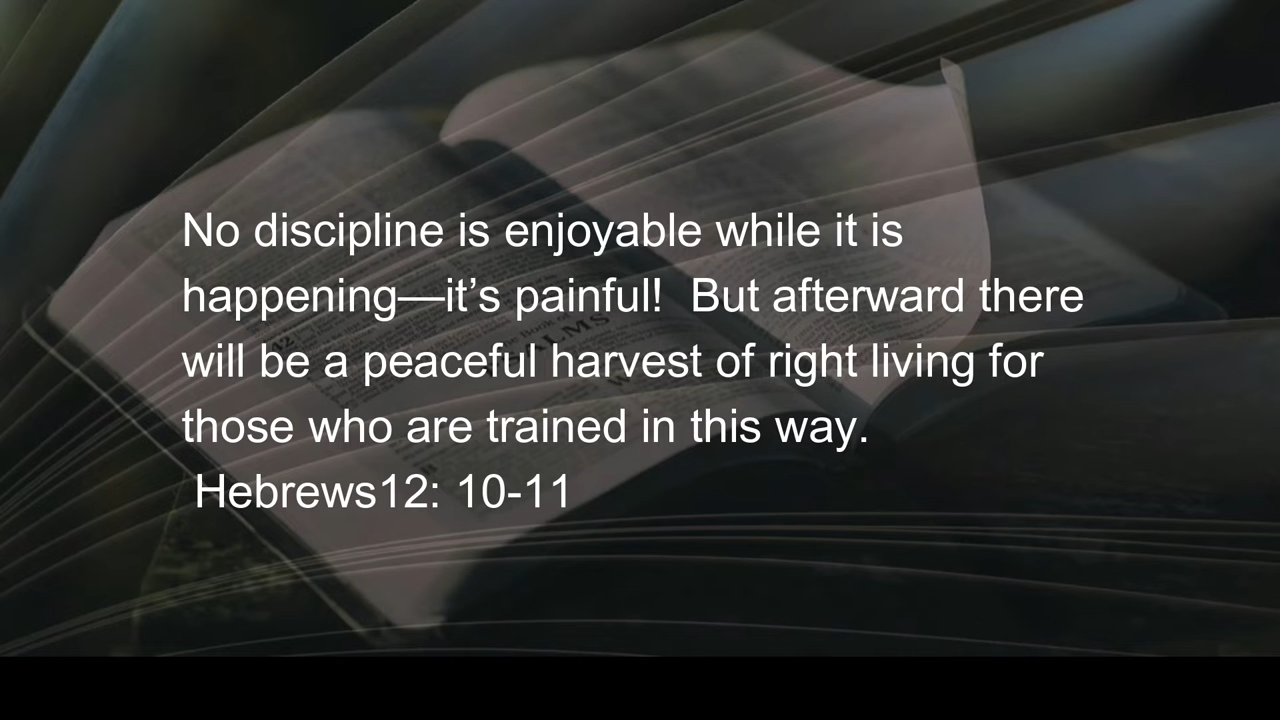 No discipline is enjoyable while it is
happening—it’s painful!  But afterward there
will be a peaceful harvest of right living for
those who are trained in this way.
Hebrews12: 10-11